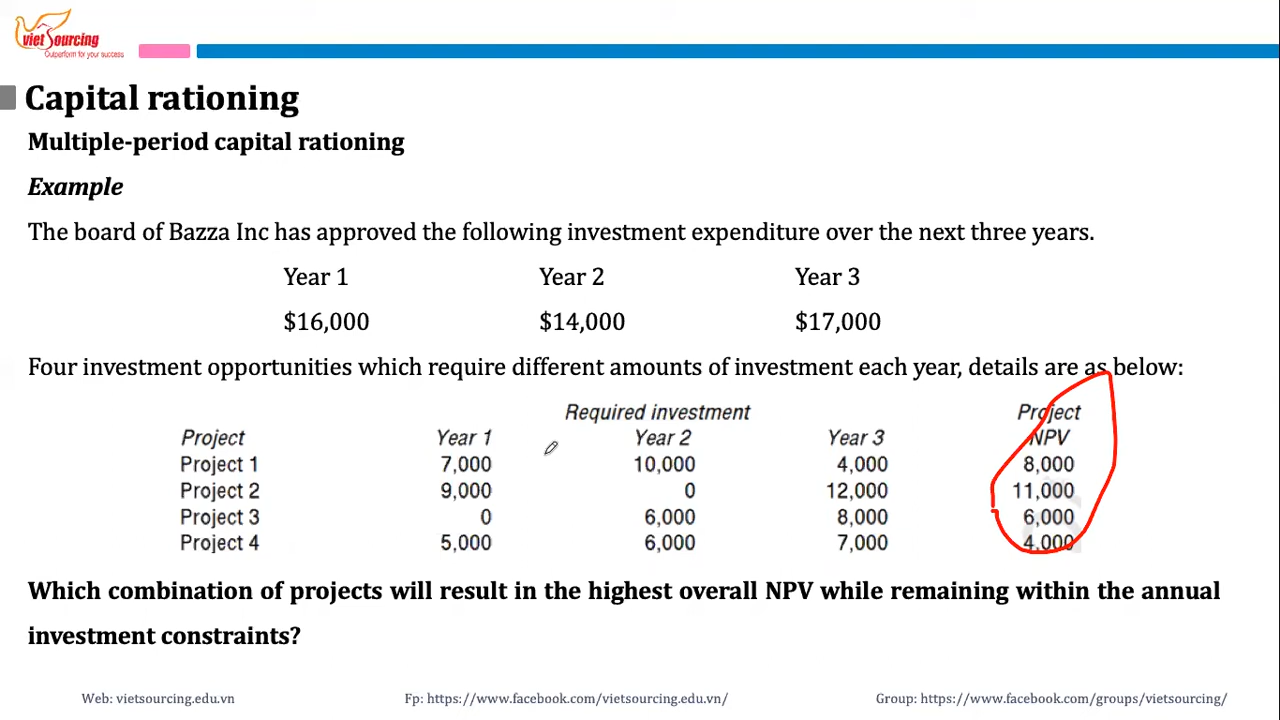 viet Sourcing
Outperform for your success
Capital rationing
Multiple-period capital rationing
Example
The board of Bazza Inc has approved the following investment expenditure over the next three years.
Year 1 Year 2 Year 3
$16,000 $14,000 $17,000
Four investment opportunities which require different amounts of investment each year, details are as below:
Required investment Project
Project Year 1 Year 2 Year 3 NPV
Project 1 7,000 10,000 4,000 8,000
Project 2 9,000 0 12,000 11,000
Project 3 0 6,000 8,000 6,000
Project 4 5,000 6,000 7,000 4,000
Which combination of projects will result in the highest overall NPV while remaining within the annual
investment constraints?
Web: vietsourcing.edu.vn Fp: https://www.facebook.com/vietsourcing.edu.vn/ Group: https://www.facebook.com/groups/vietsourcing/